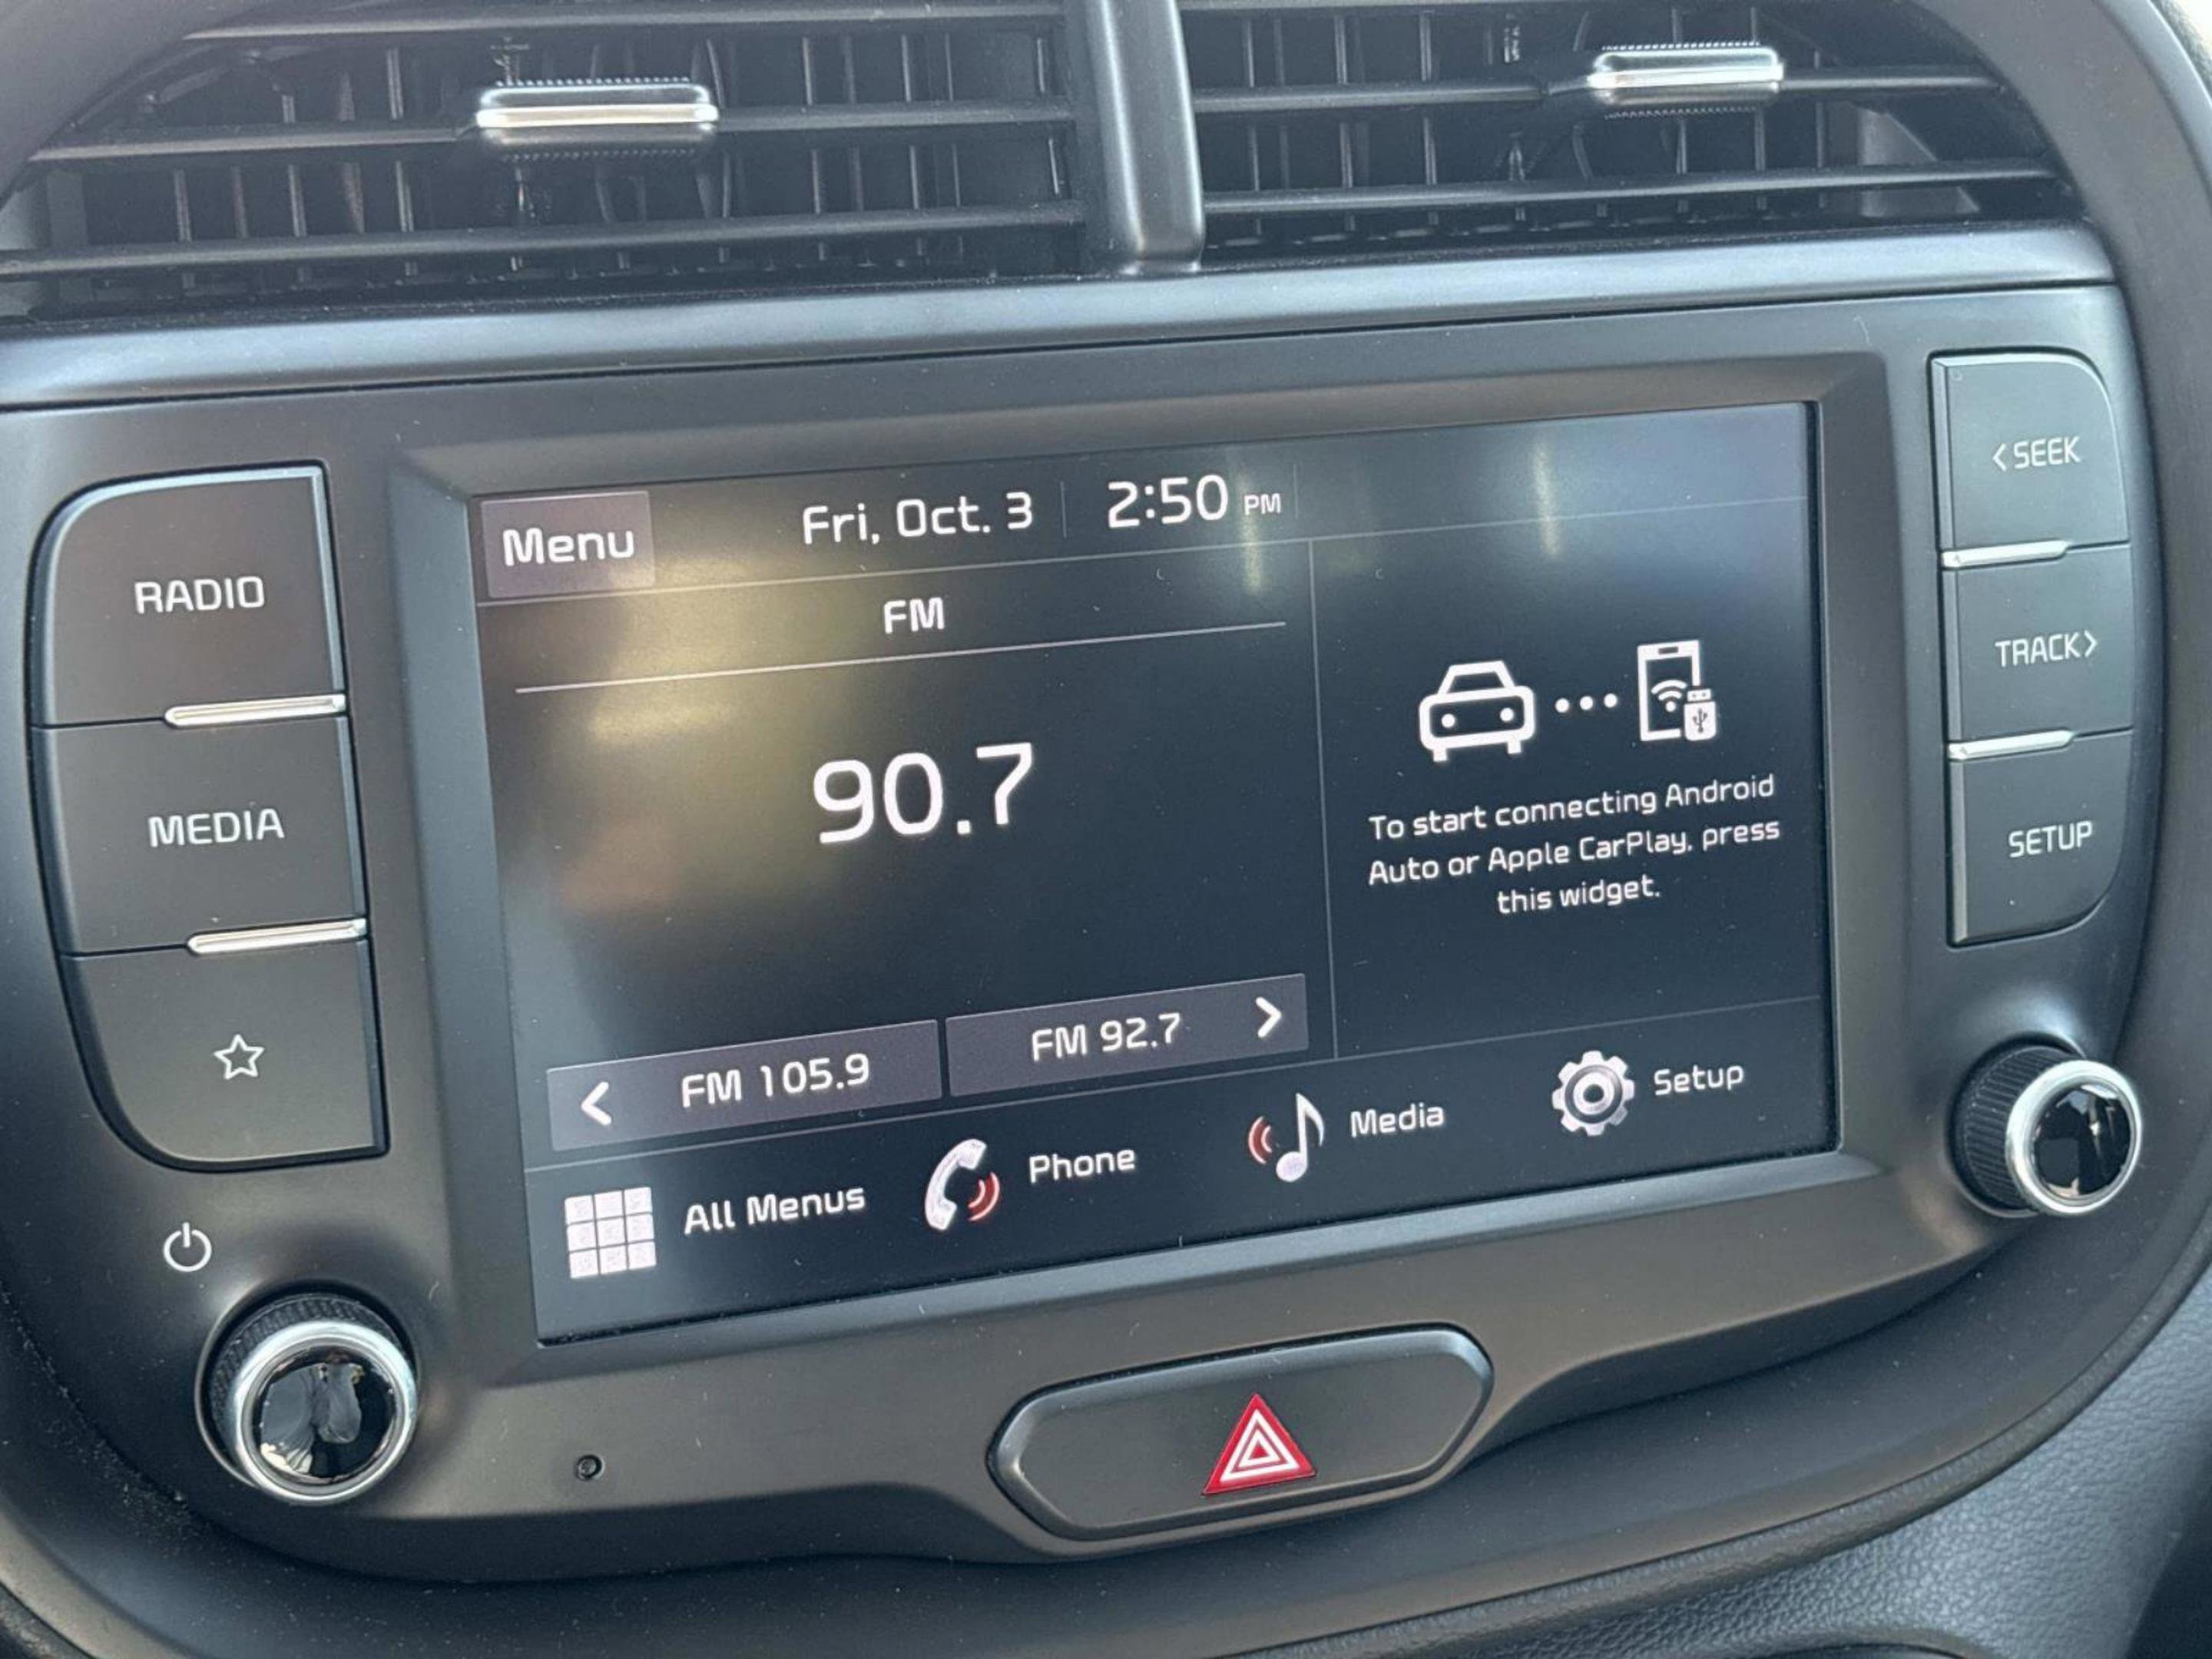 RADIO
MEDIA
Menu
Fri, Oct. 3 2:50 PM
FM
90.7
< FM 105.9
FM 92.7 >
To start connecting Android
Auto or Apple CarPlay, press
this widget.
All Menus
Phone
Media
Setup
< SEEK
TRACK >
SETUP